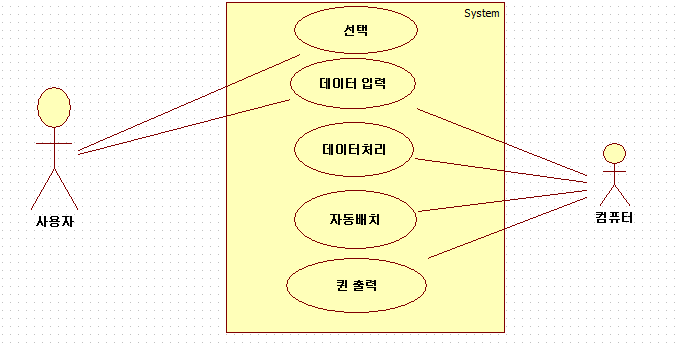 System
선택
데이터 입력
데이터처리
자동배치
퀸 출력
사용자
컴퓨터